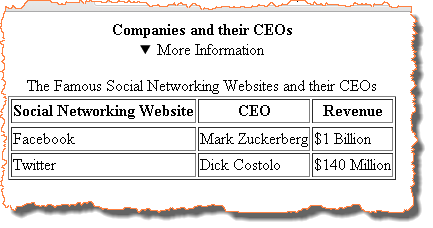 Companies and their CEOs
▼ More Information
The Famous Social Networking Websites and their CEOs
Social Networking Website CEO Revenue
Facebook Mark Zuckerberg $1 Billion
Twitter Dick Costolo $140 Million